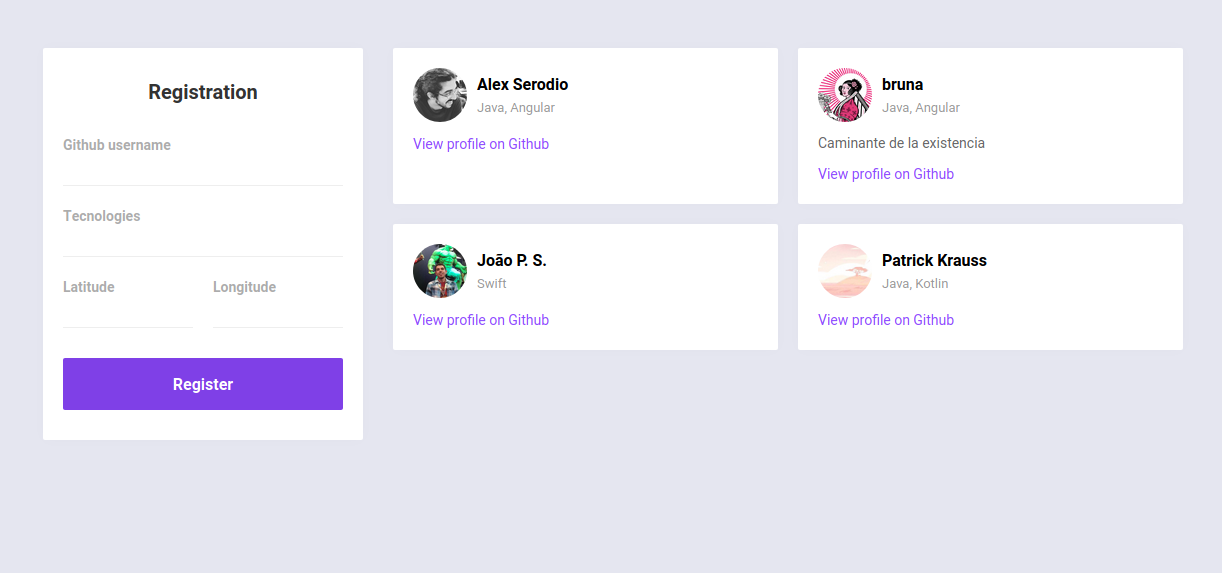 Registration
Github username
Tecnologies
Latitude
Longitude
Register
Alex Serodio
Java, Angular
View profile on Github
bruna
Java, Angular
Caminante de la existencia
View profile on Github
João P. S.
Swift
View profile on Github
Patrick Krauss
Java, Kotlin
View profile on Github